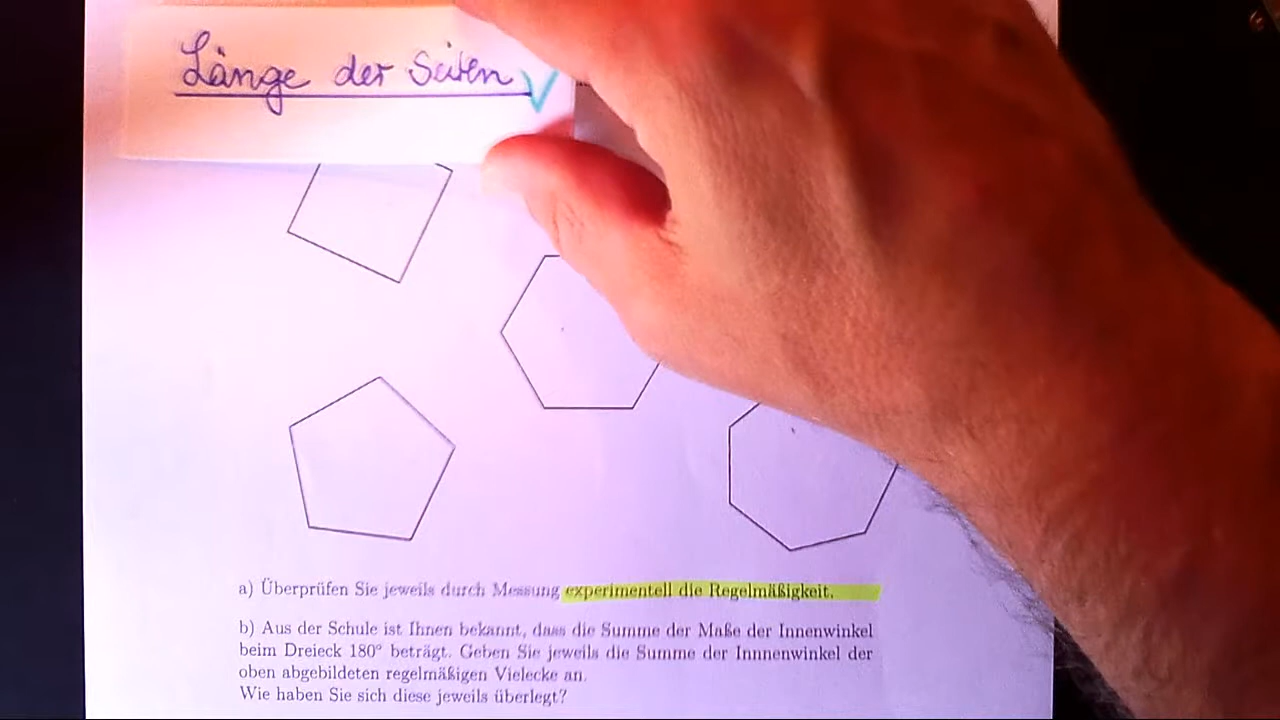 Länge der Seiten
a) Überprüfen Sie jeweils durch Messung experimentell die Regelmäßigkeit.
b) Aus der Schule ist Ihnen bekannt, dass die Summe der Maße der Innenwinkel
beim Dreieck 180° beträgt. Geben Sie jeweils die Summe der Innnenwinkel der
oben abgebildeten regelmäßigen Vielecke an.
Wie haben Sie sich diese jeweils überlegt?